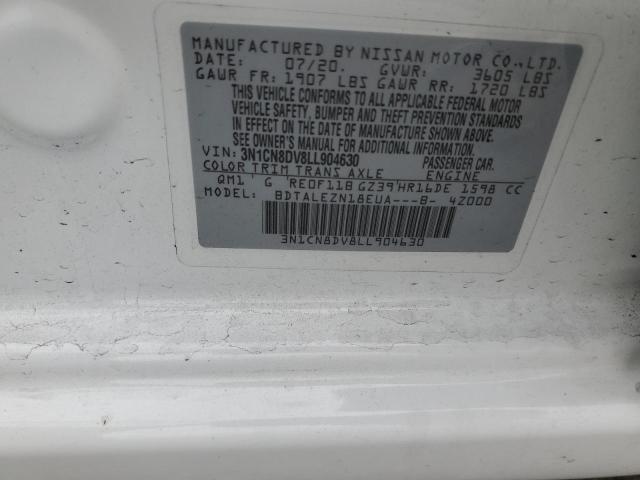 MANUFACTURED BY NISSAN MOTOR CO.,LTD.
DATE: 07/20. GVWR: 3605 LBS
GAWR FR: 1907 LBS GAWR RR: 1720 LBS
THIS VEHICLE CONFORMS TO ALL APPLICABLE FEDERAL MOTOR
VEHICLE SAFETY, BUMPER AND THEFT PREVENTION STANDARDS
IN EFFECT ON THE DATE OF MANUFACTURE SHOWN ABOVE.
SEE OWNER'S MANUAL FOR ADDITIONAL INFORMATION.
VIN: 3N1CN8DV8LL904630 PASSENGER CAR.
COLOR TRIM TRANS AXLE ENGINE
QM1 G RE0F11B GZ39 HR16DE 1598 CC
MODEL: BDTALEZN18EUA---B- 4Z000
3N1CN8DV8LL904630